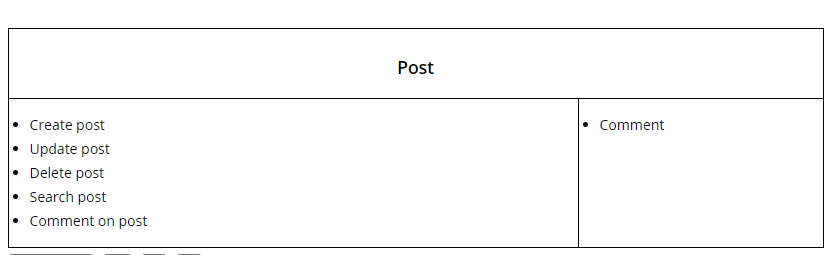 Post
Create post
Update post
Delete post
Search post
Comment on post
Comment